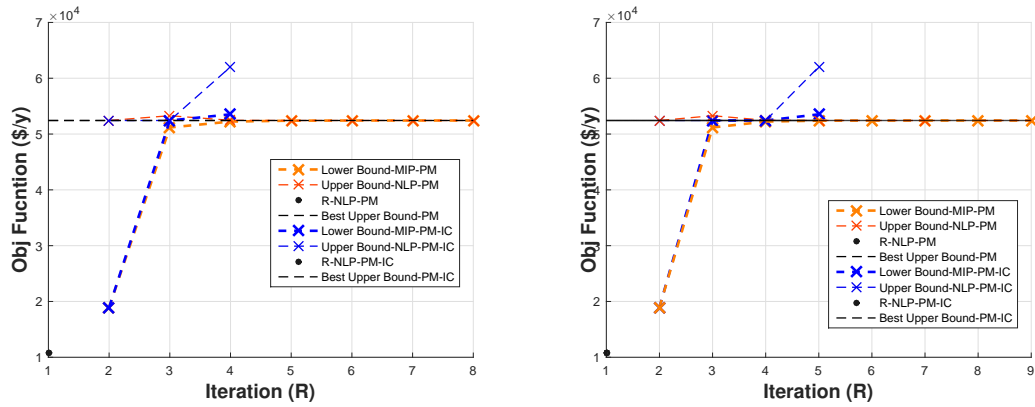 ×10⁴
7
6
5
4
3
2
1
Obj Fucntion ($/y)
1 2 3 4 5 6 7 8
Iteration (R)
Lower Bound-MIP-PM
Upper Bound-NLP-PM
R-NLP-PM
Best Upper Bound-PM
Lower Bound-MIP-PM-IC
Upper Bound-NLP-PM-IC
R-NLP-PM-IC
Best Upper Bound-PM-IC
×10⁴
7
6
5
4
3
2
1
Obj Fucntion ($/y)
1 2 3 4 5 6 7 8 9
Iteration (R)
Lower Bound-MIP-PM
Upper Bound-NLP-PM
R-NLP-PM
Best Upper Bound-PM
Lower Bound-MIP-PM-IC
Upper Bound-NLP-PM-IC
R-NLP-PM-IC
Best Upper Bound-PM-IC